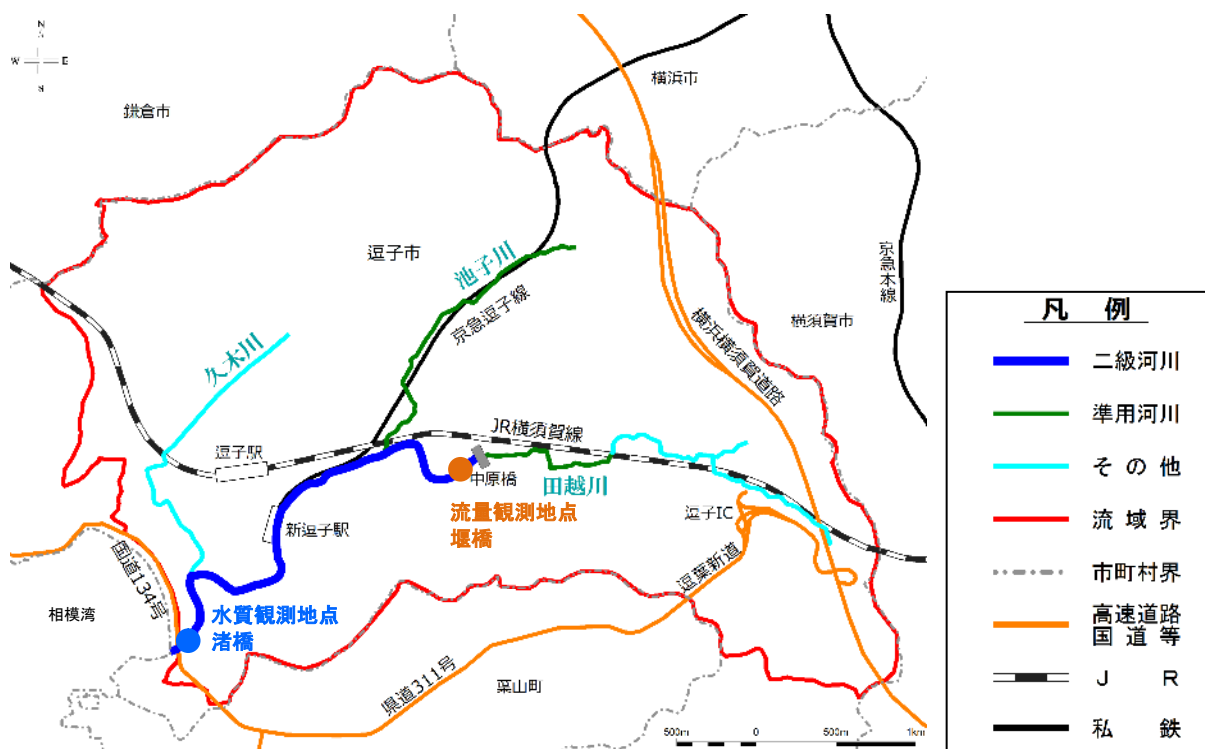 N
W E
S
鎌倉市
横浜市
逗子市
池子川
京急逗子線
京急本線
横須賀市
横浜横須賀道路
久木川
逗子駅
JR横須賀線
中原橋
田越川
流量観測地点
堰橋
新逗子駅
逗子IC
逗葉新道
国道134号
相模湾
水質観測地点
渚橋
県道311号
葉山町
500m 0 500m 1km
凡 例
二級河川
準用河川
その他
流域界
市町村界
高速道路
国道等
JR
私鉄